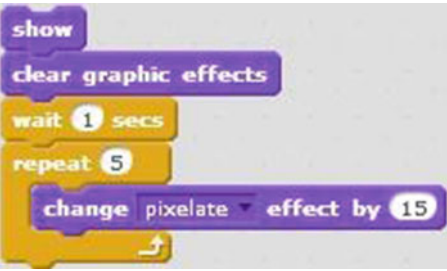 show
clear graphic effects
wait 1 secs
repeat 5
change pixelate effect by 15